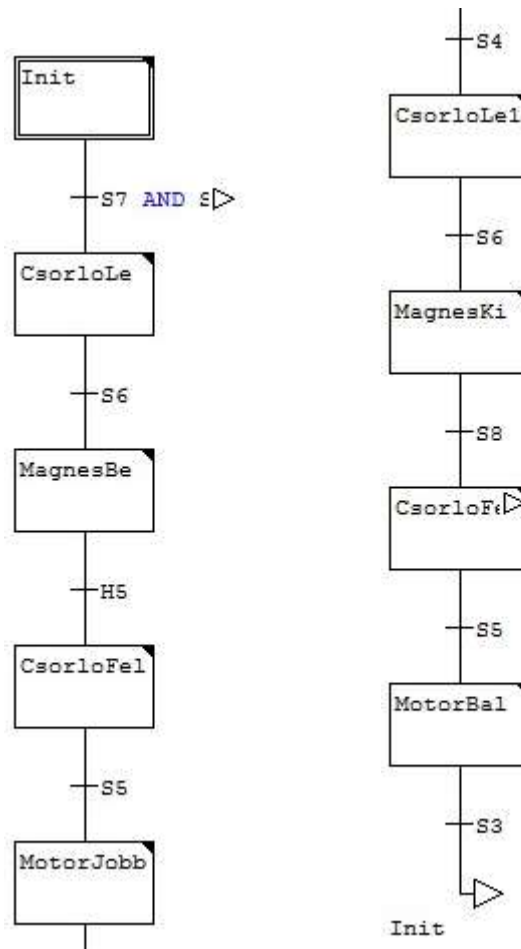 Init
S7 AND
CsorloLe
S6
MagnesBe
H5
CsorloFel
S5
MotorJobb
S4
CsorloLe1
S6
MagnesKi
S8
S5
MotorBal
S3
Init